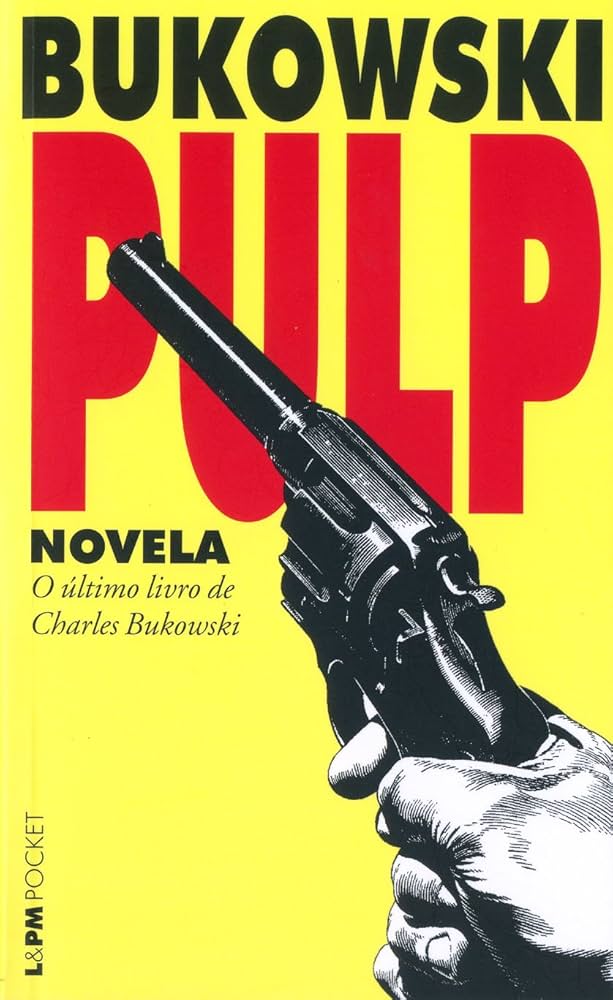 BUKOWSKI
PULP
NOVELA
O último livro de
Charles Bukowski
L&PM POCKET